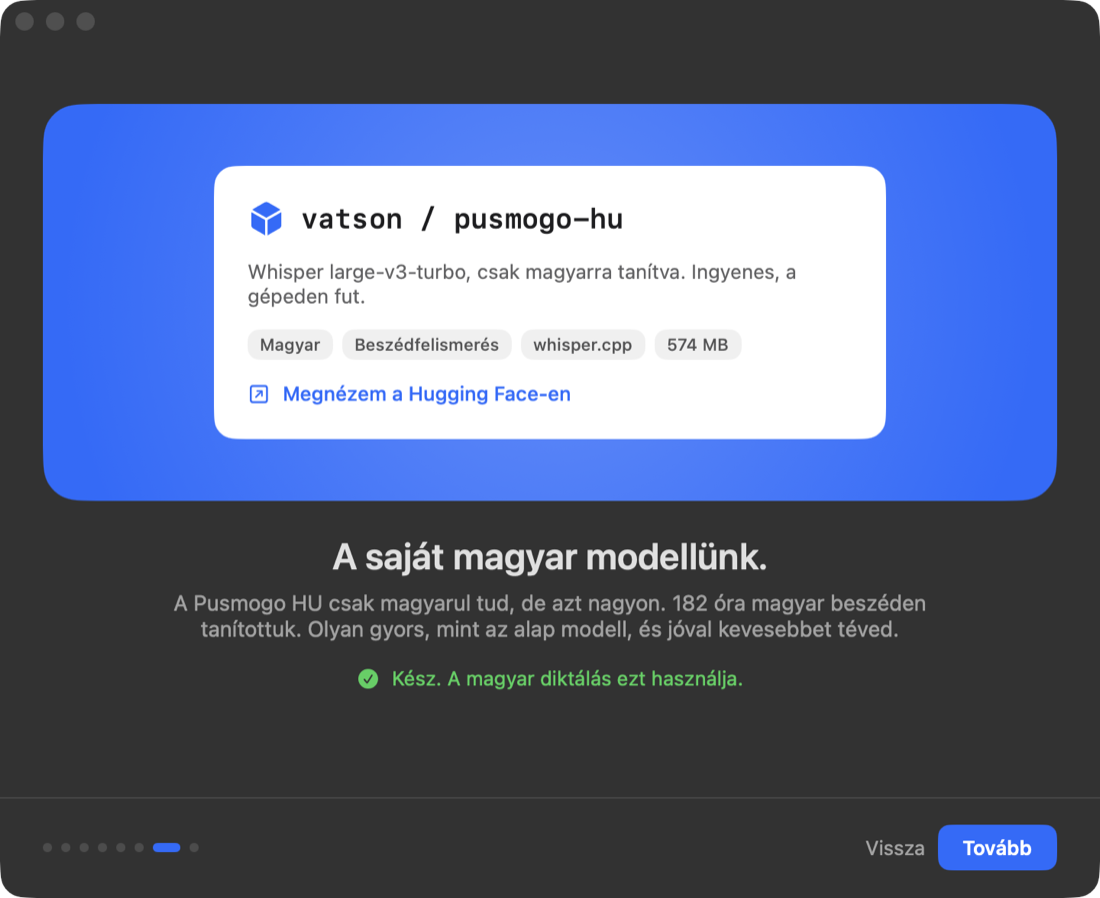 vatson / pusmogo-hu
Whisper large-v3-turbo, csak magyarra tanítva. Ingyenes, a
gépeden fut.
Magyar Beszédfelismerés whisper.cpp 574 MB
Megnézem a Hugging Face-en
A saját magyar modellünk.
A Pusmogo HU csak magyarul tud, de azt nagyon. 182 óra magyar beszéden
tanítottuk. Olyan gyors, mint az alap modell, és jóval kevesebbet téved.
Kész. A magyar diktálás ezt használja.
Vissza Tovább